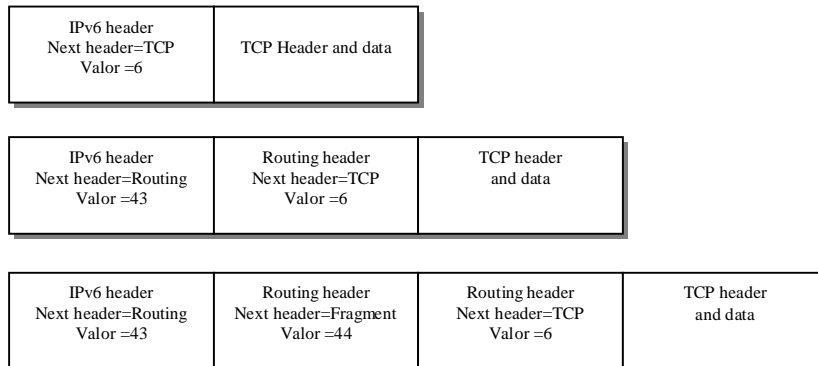 IPv6 header
Next header=TCP
Valor =6
TCP Header and data
IPv6 header
Next header=Routing
Valor =43
Routing header
Next header=TCP
Valor =6
TCP header
and data
IPv6 header
Next header=Routing
Valor =43
Routing header
Next header=Fragment
Valor =44
Routing header
Next header=TCP
Valor =6
TCP header
and data